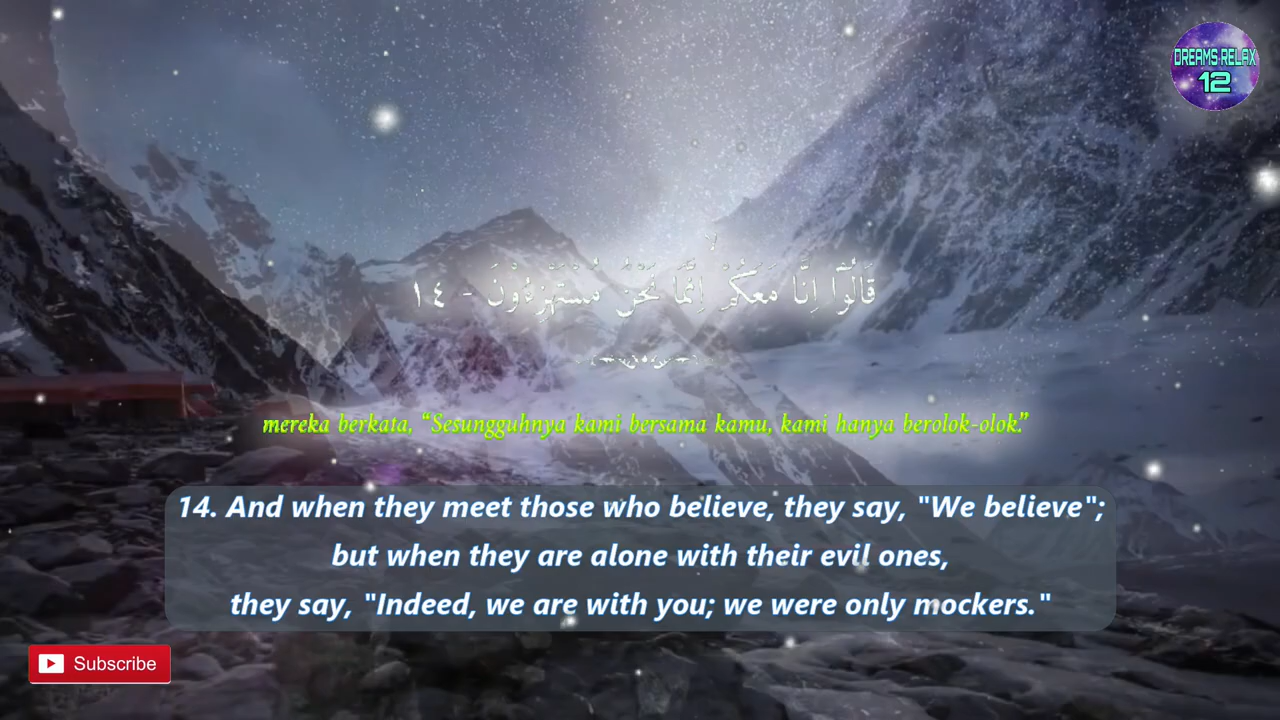 DREAMS RELAX
12
قَالُوْٓا اِنَّا مَعَكُمْۙ اِنَّمَا نَحْنُ مُسْتَهْزِءُوْنَ - ١٤
mereka berkata, “Sesungguhnya kami bersama kamu, kami hanya berolok-olok.”
14. And when they meet those who believe, they say, "We believe";
but when they are alone with their evil ones,
they say, "Indeed, we are with you; we were only mockers."
Subscribe